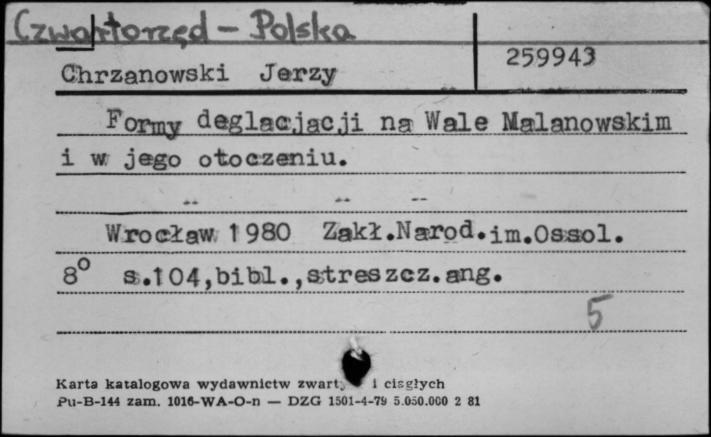 Czwartorzęd - Polska
259943
Chrzanowski Jerzy
Formy deglacjacji na Wale Malanowskim
i w jego otoczeniu.
Wrocław 1980 Zakł.Narod.im.Ossol.
8° s.104,bibl.,streszcz.ang.
5
Karta katalogowa wydawnictw i ciągłych
Pu-B-144 zam. 1016-WA-O-n — DZG 1501-4-79 5.050.000 2 81